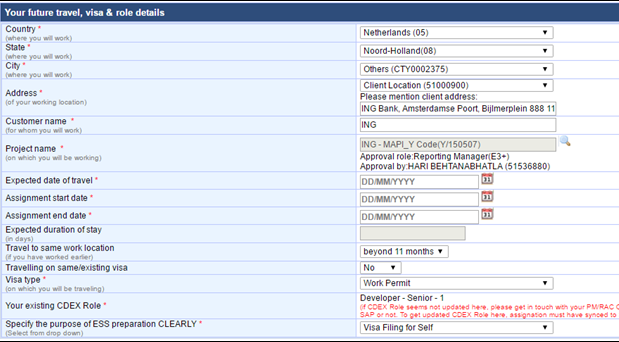 Your future travel, visa & role details
Country * Netherlands (05)
(where you will work)
State * Noord-Holland(08)
(where you will work)
City * Others (CTY0002375)
(where you will work)
Address * Client Location (51000900)
(of your working location) Please mention client address:
ING Bank, Amsterdamse Poort, Bijlmerplein 888 11
Customer name * ING
(for whom you will work)
Project name * ING - MAPI_Y Code(Y/150507)
(on which you will be working) Approval role:Reporting Manager(E3+)
Approval by:HARI BEHTANABHATLA (51536880)
Expected date of travel * DD/MM/YYYY 31
Assignment start date * DD/MM/YYYY 31
Assignment end date * DD/MM/YYYY 31
Expected duration of stay
(in days)
Travel to same work location beyond 11 months
(if you have worked earlier)
Travelling on same/existing visa No
Visa type * Work Permit
(on which you will be traveling)
Your existing CDEX Role * Developer - Senior - 1
(If CDEX Role seems not updated here, please get in touch with your PM/RAC
SAP or not. To get updated CDEX Role here, assignation must have synced to
Specify the purpose of ESS preparation CLEARLY * Visa Filing for Self
(Select from drop down)